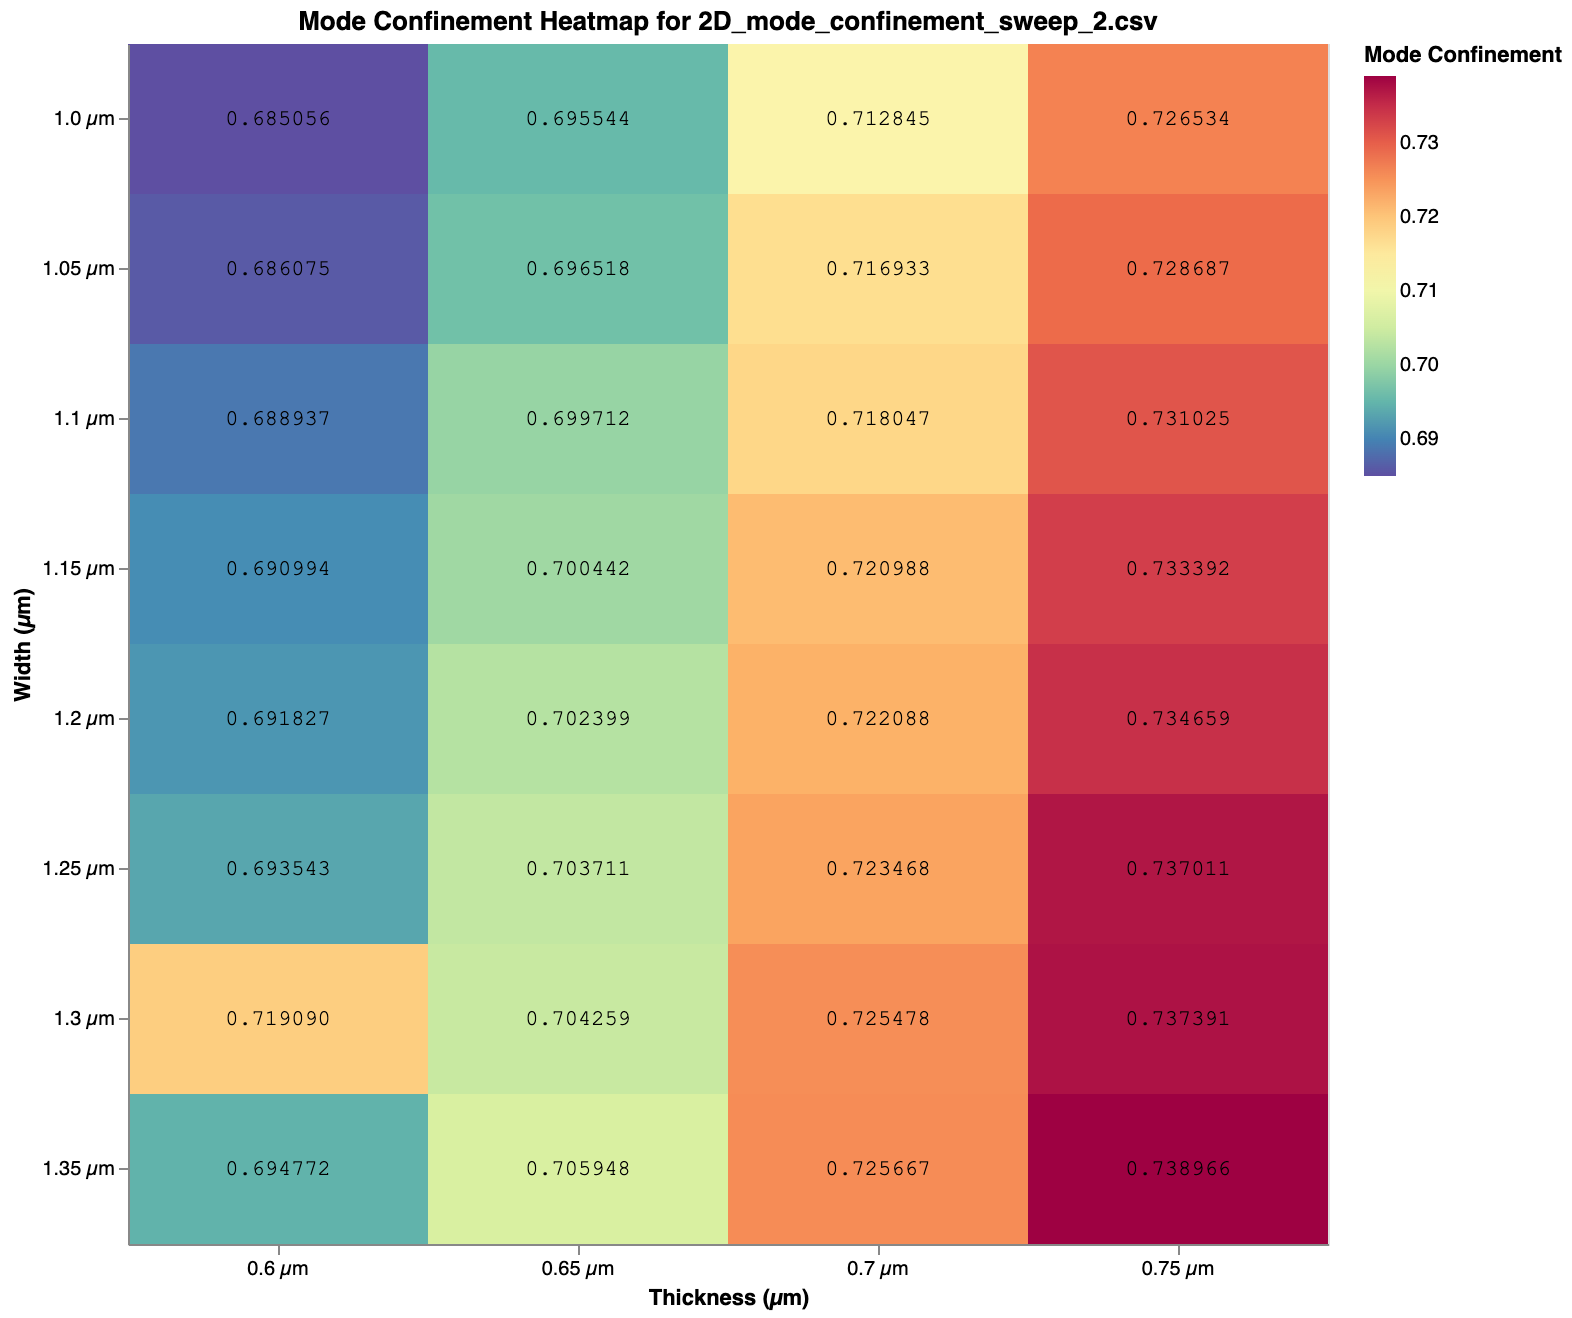 Mode Confinement Heatmap for 2D_mode_confinement_sweep_2.csv
Mode Confinement
0.73
0.72
0.71
0.70
0.69
Width (µm)
1.0 µm 0.685056 0.695544 0.712845 0.726534
1.05 µm 0.686075 0.696518 0.716933 0.728687
1.1 µm 0.688937 0.699712 0.718047 0.731025
1.15 µm 0.690994 0.700442 0.720988 0.733392
1.2 µm 0.691827 0.702399 0.722088 0.734659
1.25 µm 0.693543 0.703711 0.723468 0.737011
1.3 µm 0.719090 0.704259 0.725478 0.737391
1.35 µm 0.694772 0.705948 0.725667 0.738966
0.6 µm 0.65 µm 0.7 µm 0.75 µm
Thickness (µm)